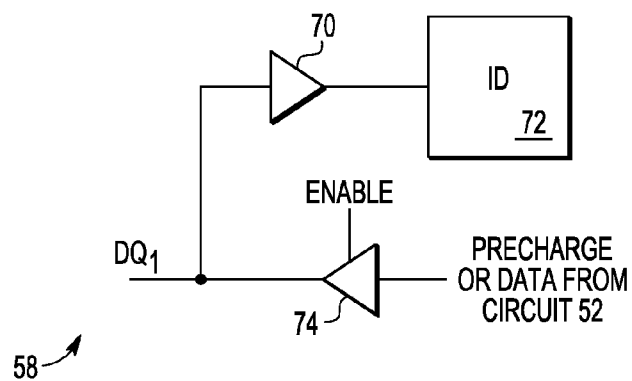 70
ID
72
ENABLE
DQ1
PRECHARGE
OR DATA FROM
CIRCUIT 52
74
58